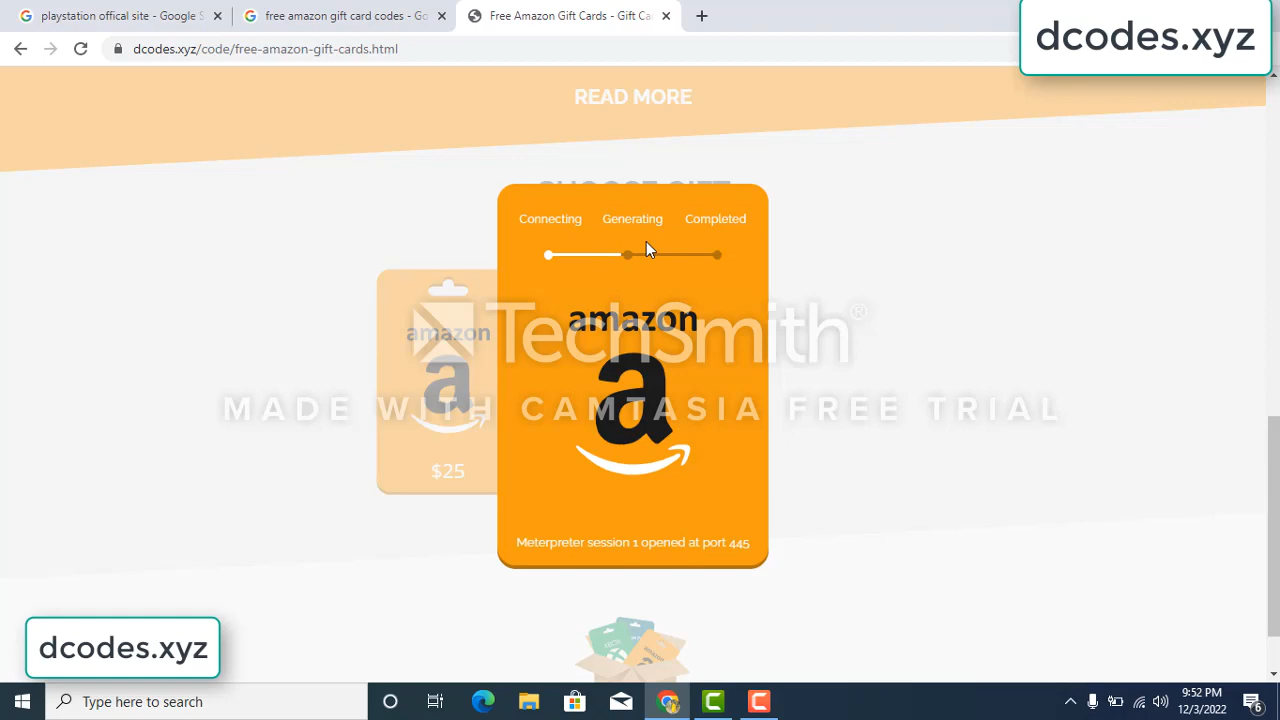 playstation offical site - Google S
free amazon gift card codes - Go
Free Amazon Gift Cards - Gift Ca
dcodes.xyz/code/free-amazon-gift-cards.html
dcodes.xyz
READ MORE
CHOOSE GIFT
Connecting Generating Completed
amazon
amazon
a
a
$25
TechSmith®
MADE WITH CAMTASIA FREE TRIAL
Meterpreter session 1 opened at port 445
dcodes.xyz
Type here to search
9:52 PM
12/3/2022
6